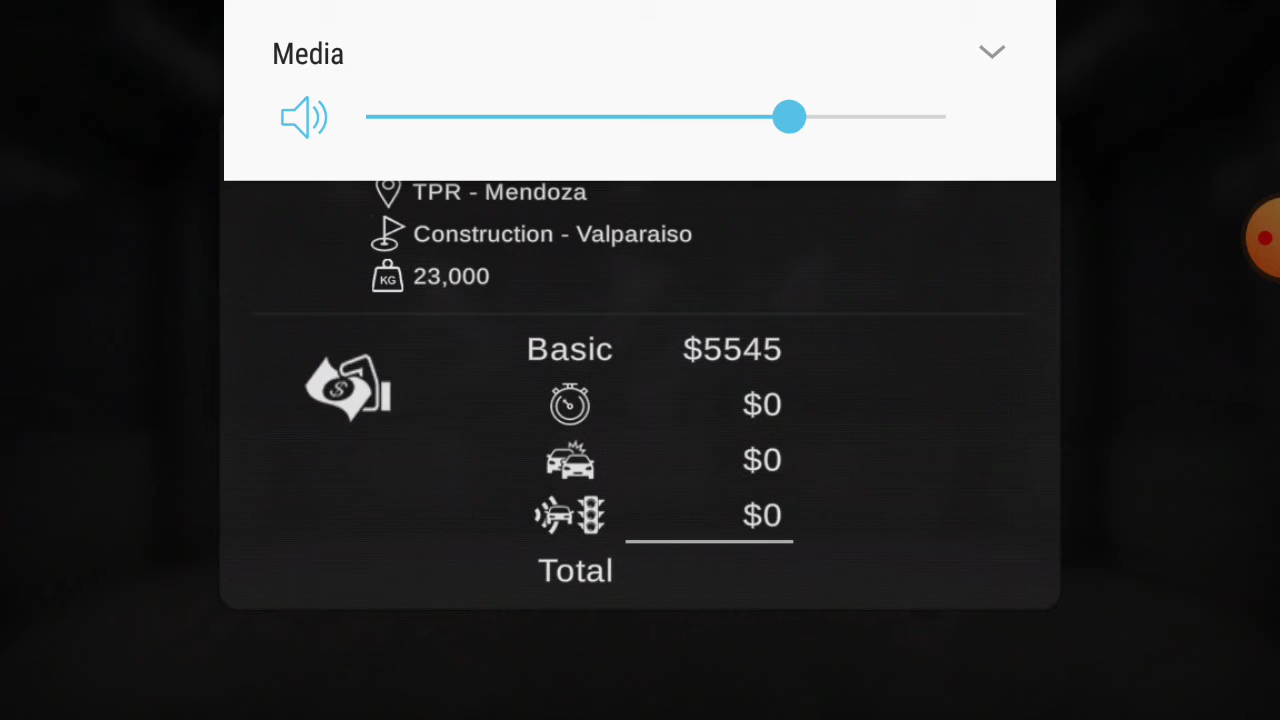 Media
TPR - Mendoza
Construction - Valparaiso
KG 23,000
Basic $5545
$ $0
$0
$0
Total